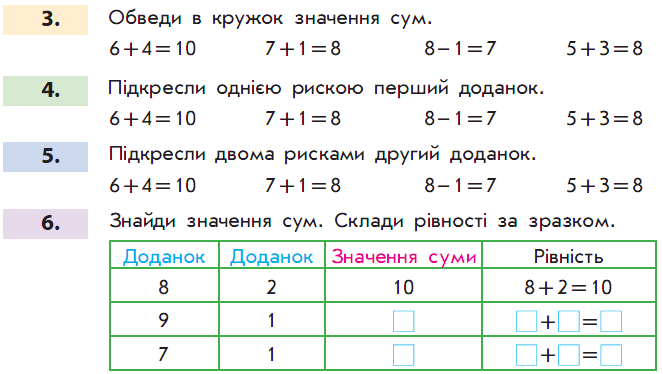 3. Обведи в кружок значення сум.
6+4=10 7+1=8 8–1=7 5+3=8
4. Підкресли однією рискою перший доданок.
6+4=10 7+1=8 8–1=7 5+3=8
5. Підкресли двома рисками другий доданок.
6+4=10 7+1=8 8–1=7 5+3=8
6. Знайди значення сум. Склади рівності за зразком.
Доданок Доданок Значення суми Рівність
8 2 10 8+2=10
9 1 □ □+□=□
7 1 □ □+□=□